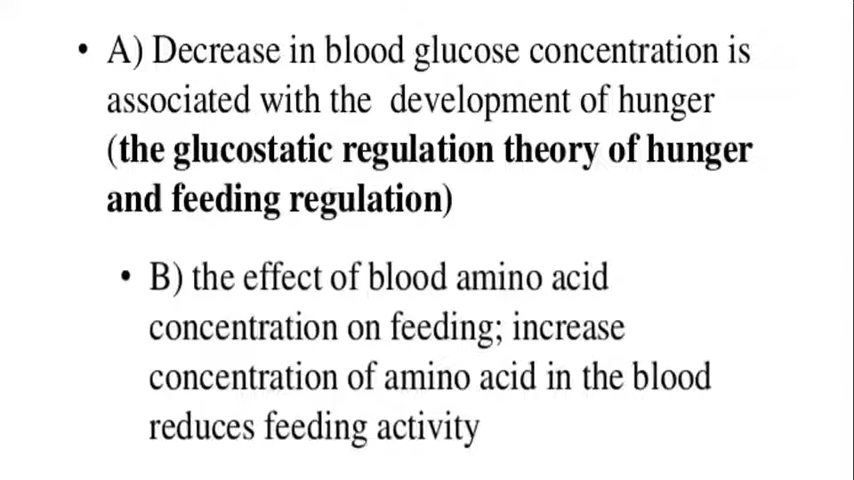 • A) Decrease in blood glucose concentration is
associated with the development of hunger
(the glucostatic regulation theory of hunger
and feeding regulation)
• B) the effect of blood amino acid
concentration on feeding; increase
concentration of amino acid in the blood
reduces feeding activity